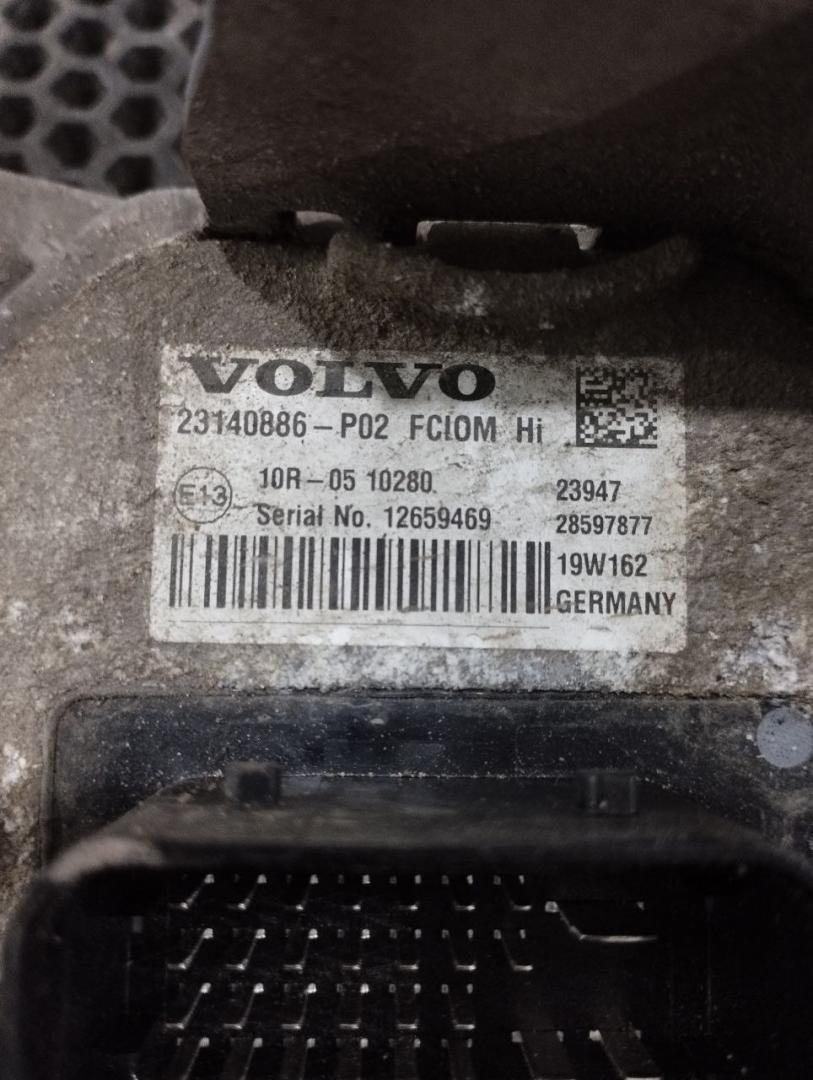 VOLVO
23140886-P02 FCIOM Hi
E13
10R-05 10280
23947
Serial No. 12659469
28597877
19W162
GERMANY